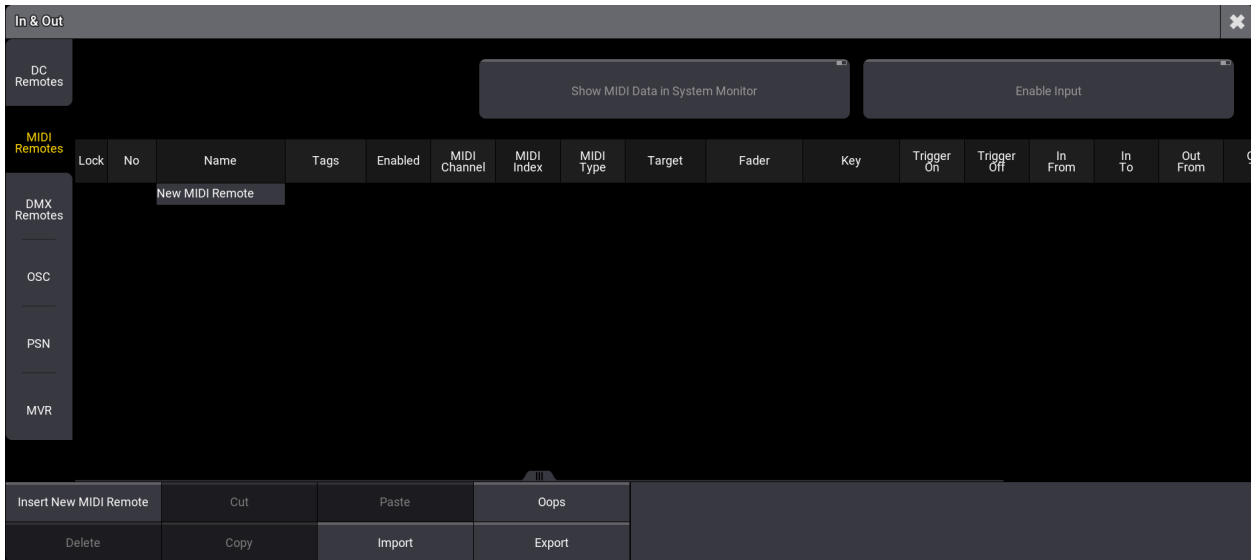 In & Out
DC
Remotes
MIDI
Remotes
DMX
Remotes
OSC
PSN
MVR
Show MIDI Data in System Monitor
Enable Input
Lock
No
Name
Tags
Enabled
MIDI
Channel
MIDI
Index
MIDI
Type
Target
Fader
Key
Trigger
On
Trigger
Off
In
From
In
To
Out
From
New MIDI Remote
Insert New MIDI Remote
Cut
Paste
Oops
Delete
Copy
Import
Export